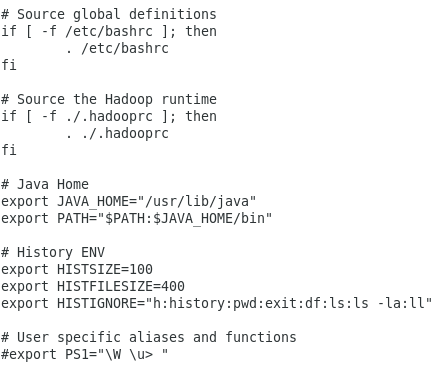 # Source global definitions
if [ -f /etc/bashrc ]; then
        . /etc/bashrc
fi

# Source the Hadoop runtime
if [ -f ./.hadooprc ]; then
        . ./.hadooprc
fi

# Java Home
export JAVA_HOME="/usr/lib/java"
export PATH="$PATH:$JAVA_HOME/bin"

# History ENV
export HISTSIZE=100
export HISTFILESIZE=400
export HISTIGNORE="h:history:pwd:exit:df:ls:ls -la:ll"

# User specific aliases and functions
#export PS1="\W \u> "